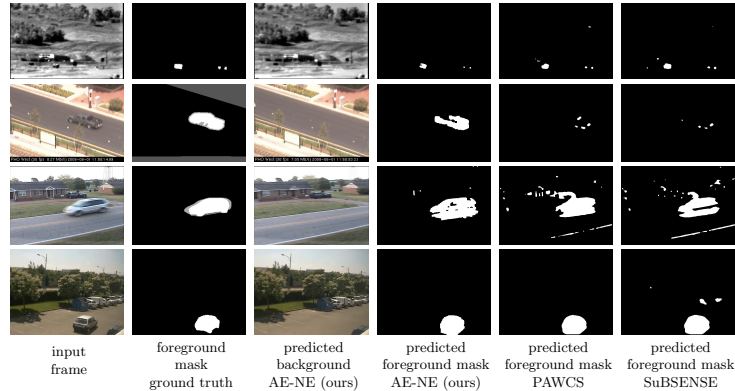 input
frame
foreground
mask
ground truth
predicted
background
AE-NE (ours)
predicted
foreground mask
AE-NE (ours)
predicted
foreground mask
PAWCS
predicted
foreground mask
SuBSENSE